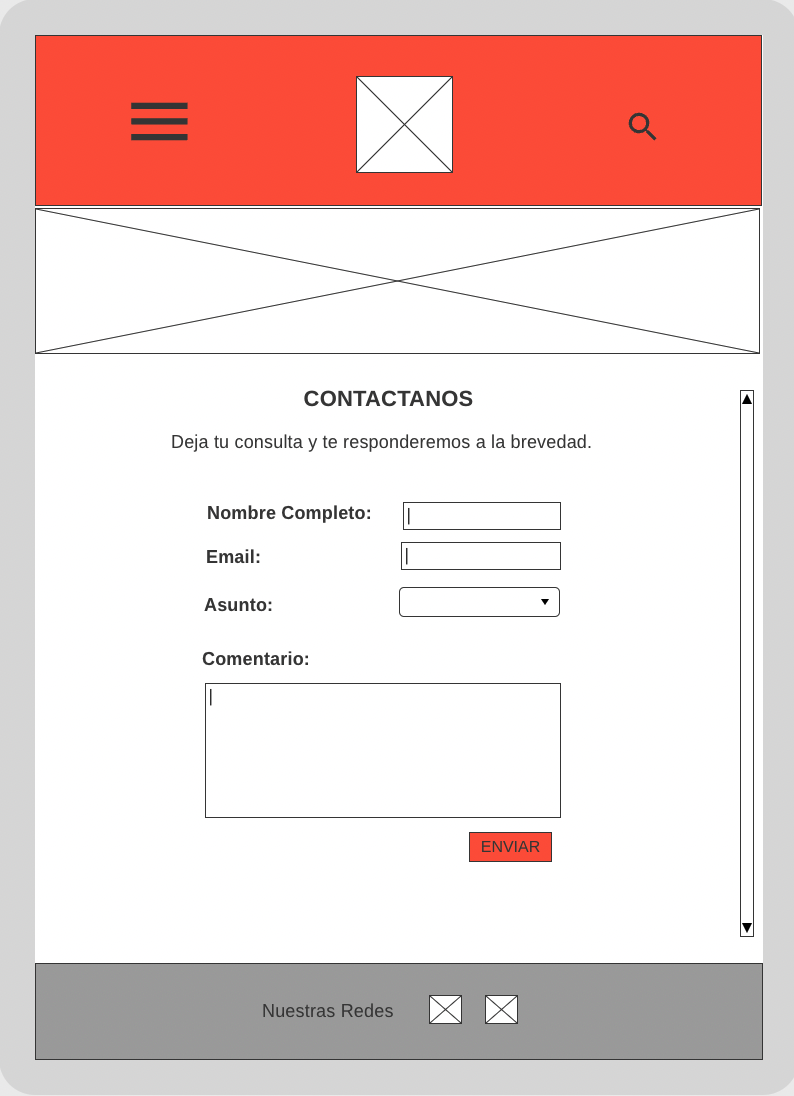 CONTACTANOS
Deja tu consulta y te responderemos a la brevedad.
Nombre Completo:
Email:
Asunto:
Comentario:
ENVIAR
Nuestras Redes